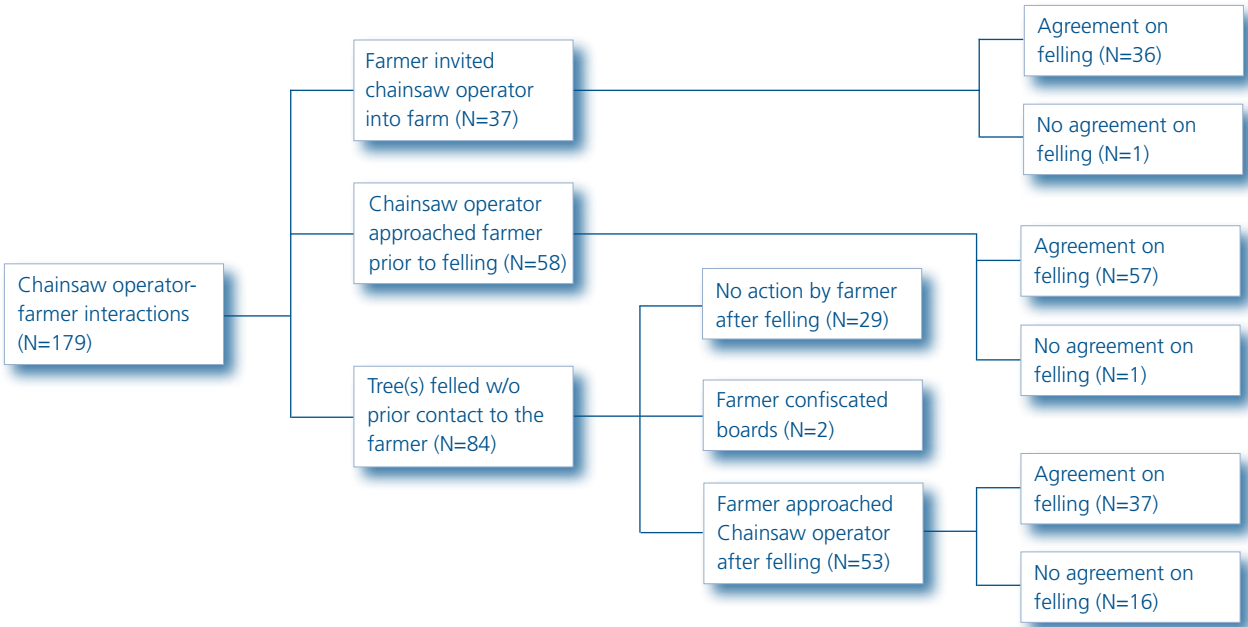 Chainsaw operator-
farmer interactions
(N=179)
Farmer invited
chainsaw operator
into farm (N=37)
Agreement on
felling (N=36)
No agreement on
felling (N=1)
Chainsaw operator
approached farmer
prior to felling (N=58)
Agreement on
felling (N=57)
No agreement on
felling (N=1)
Tree(s) felled w/o
prior contact to the
farmer (N=84)
No action by farmer
after felling (N=29)
Farmer confiscated
boards (N=2)
Farmer approached
Chainsaw operator
after felling (N=53)
Agreement on
felling (N=37)
No agreement on
felling (N=16)